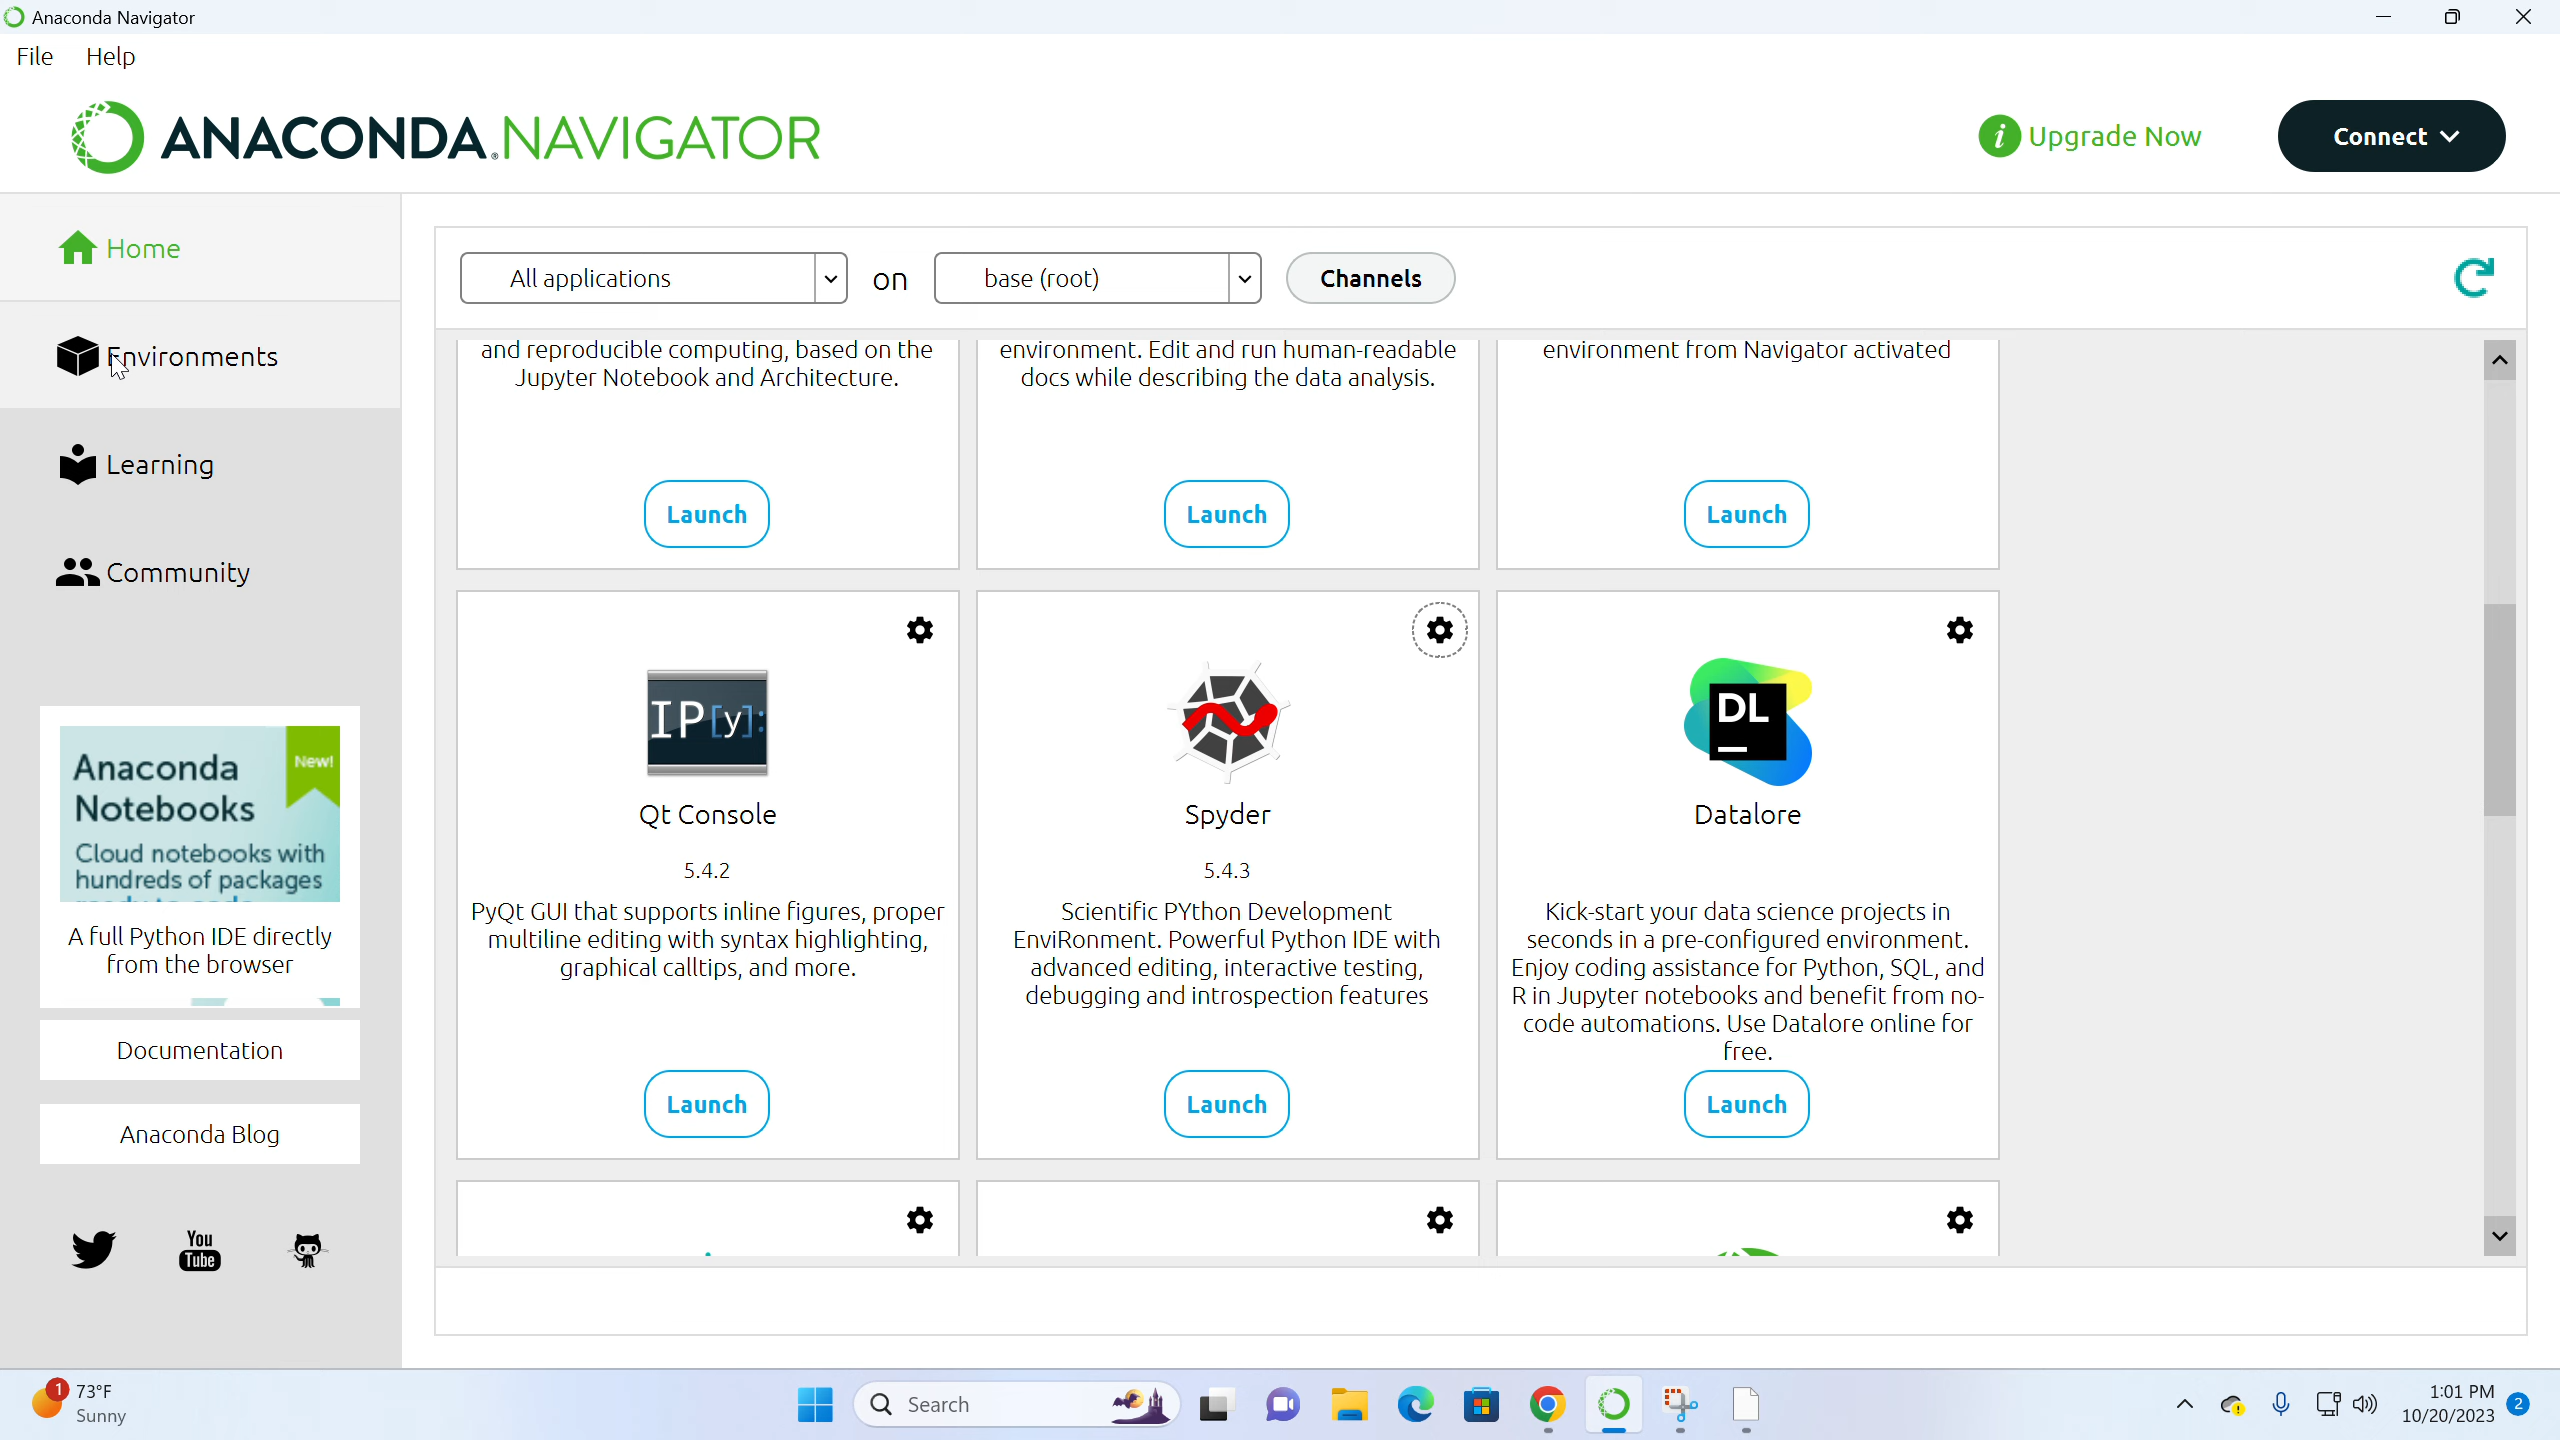 Anaconda Navigator
File Help
ANACONDA.NAVIGATOR
i Upgrade Now
Connect
Home
Environments
Learning
Community
Anaconda
Notebooks
New!
Cloud notebooks with
hundreds of packages
A full Python IDE directly
from the browser
Documentation
Anaconda Blog
You
Tube
All applications on base (root) Channels
and reproducible computing, based on the
Jupyter Notebook and Architecture.
Launch
environment. Edit and run human-readable
docs while describing the data analysis.
Launch
environment from Navigator activated
Launch
IP[y]:
Qt Console
5.4.2
PyQt GUI that supports inline figures, proper
multiline editing with syntax highlighting,
graphical calltips, and more.
Launch
Spyder
5.4.3
Scientific PYthon Development
EnviRonment. Powerful Python IDE with
advanced editing, interactive testing,
debugging and introspection features
Launch
DL
Datalore
Kick-start your data science projects in
seconds in a pre-configured environment.
Enjoy coding assistance for Python, SQL, and
R in Jupyter notebooks and benefit from no-
code automations. Use Datalore online for
free.
Launch
1
73°F
Sunny
Search
1:01 PM
10/20/2023
2